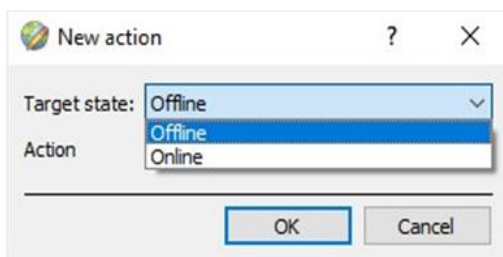 New action ? ×
Target state: Offline
Offline
Action
Online
OK Cancel